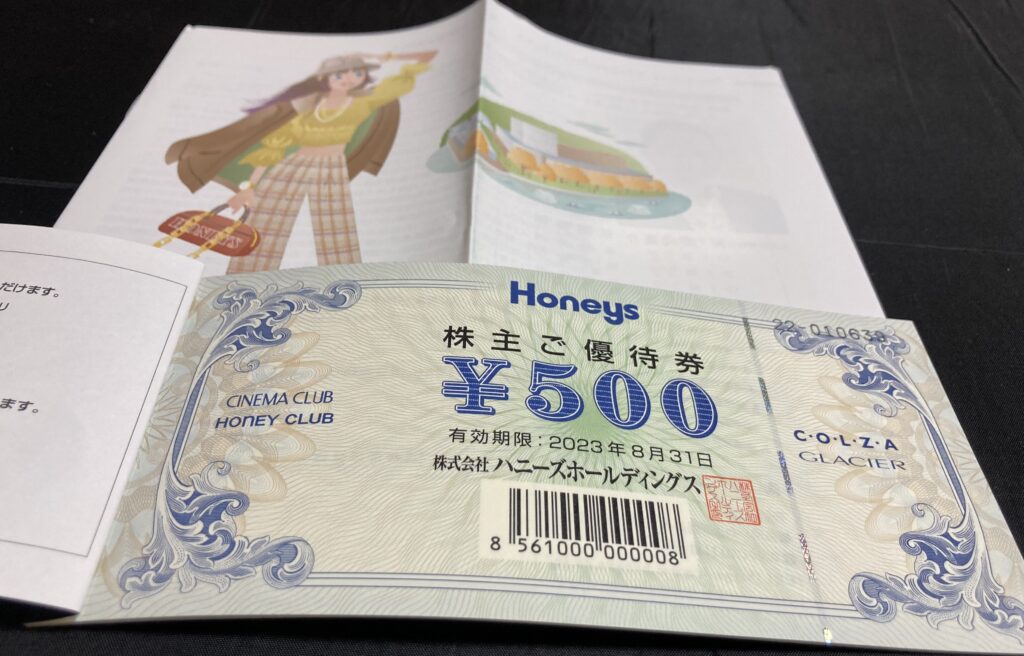 HONEYS
だけます。
ます。
Honeys
22-010639
株主ご優待券
¥500
CINEMA CLUB
HONEY CLUB
有効期限：2023年8月31日
C・O・L・Z・A
GLACIER
株式会社 ハニーズホールディングス
8 561000 000008